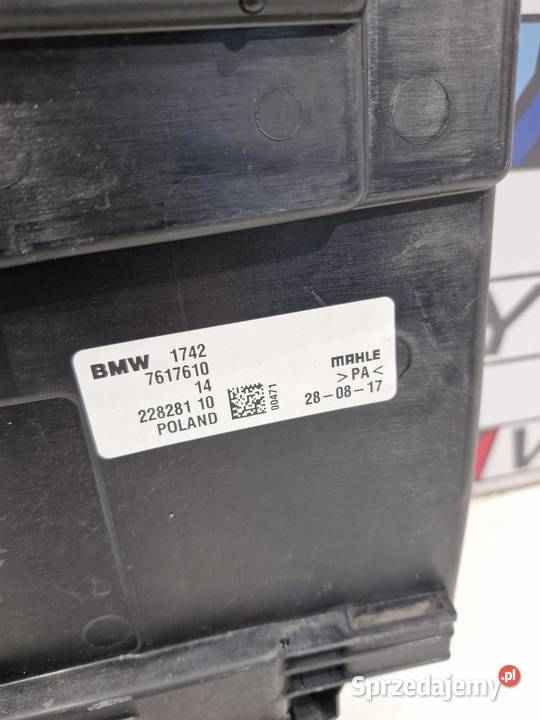 BMW 1742
7617610
14
228281 10
POLAND
00471
MAHLE
>PA<
28-08-17
Sprzedajemy.pl